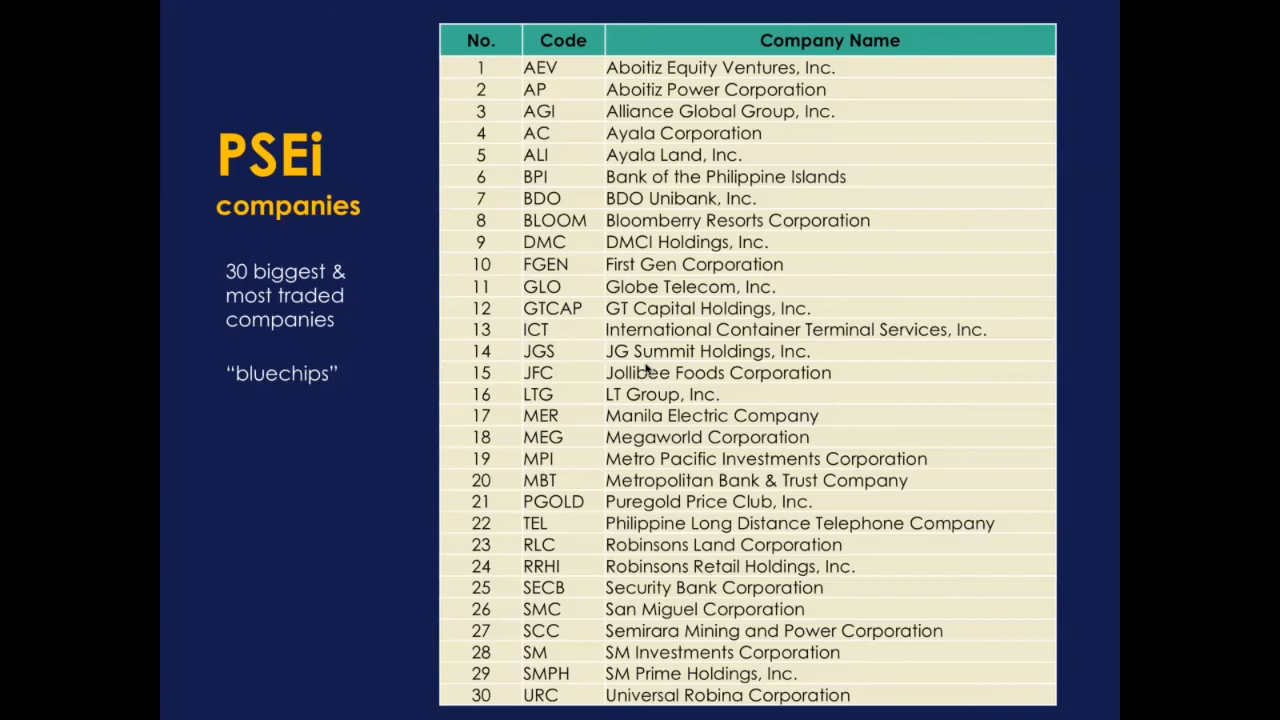 PSEi
companies
30 biggest &
most traded
companies
“bluechips”
No. Code Company Name
1 AEV Aboitiz Equity Ventures, Inc.
2 AP Aboitiz Power Corporation
3 AGI Alliance Global Group, Inc.
4 AC Ayala Corporation
5 ALI Ayala Land, Inc.
6 BPI Bank of the Philippine Islands
7 BDO BDO Unibank, Inc.
8 BLOOM Bloomberry Resorts Corporation
9 DMC DMCI Holdings, Inc.
10 FGEN First Gen Corporation
11 GLO Globe Telecom, Inc.
12 GTCAP GT Capital Holdings, Inc.
13 ICT International Container Terminal Services, Inc.
14 JGS JG Summit Holdings, Inc.
15 JFC Jollibee Foods Corporation
16 LTG LT Group, Inc.
17 MER Manila Electric Company
18 MEG Megaworld Corporation
19 MPI Metro Pacific Investments Corporation
20 MBT Metropolitan Bank & Trust Company
21 PGOLD Puregold Price Club, Inc.
22 TEL Philippine Long Distance Telephone Company
23 RLC Robinsons Land Corporation
24 RRHI Robinsons Retail Holdings, Inc.
25 SECB Security Bank Corporation
26 SMC San Miguel Corporation
27 SCC Semirara Mining and Power Corporation
28 SM SM Investments Corporation
29 SMPH SM Prime Holdings, Inc.
30 URC Universal Robina Corporation